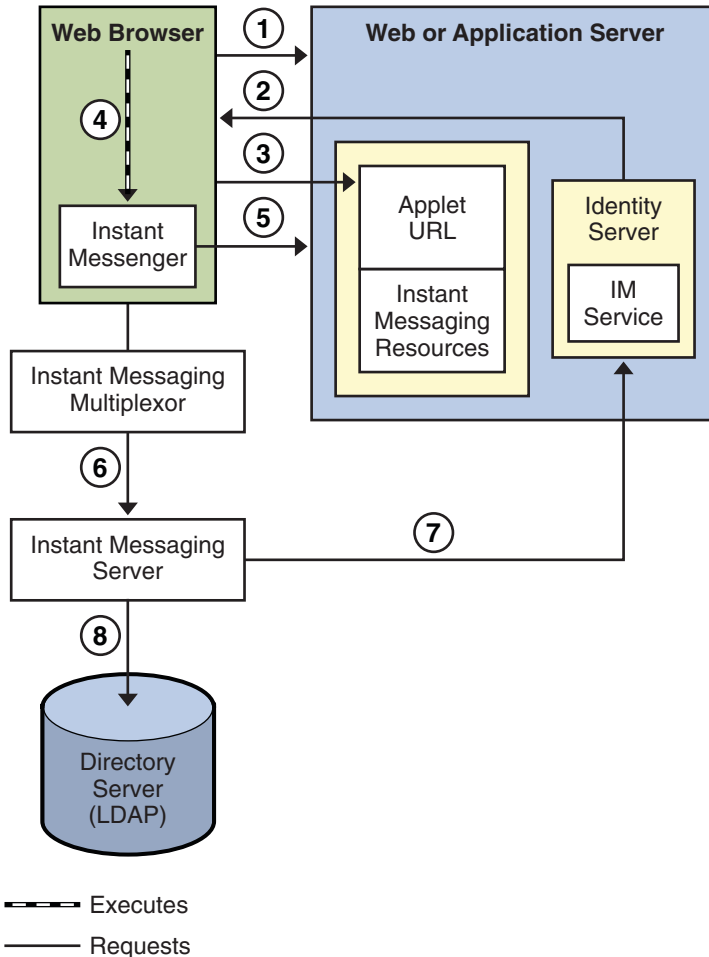 Web Browser
1
Web or Application Server
2
4
3
Applet
URL
Identity
Server
Instant
Messenger
5
Instant
Messaging
Resources
IM
Service
Instant Messaging
Multiplexor
6
Instant Messaging
Server
7
8
Directory
Server
(LDAP)
Executes
Requests